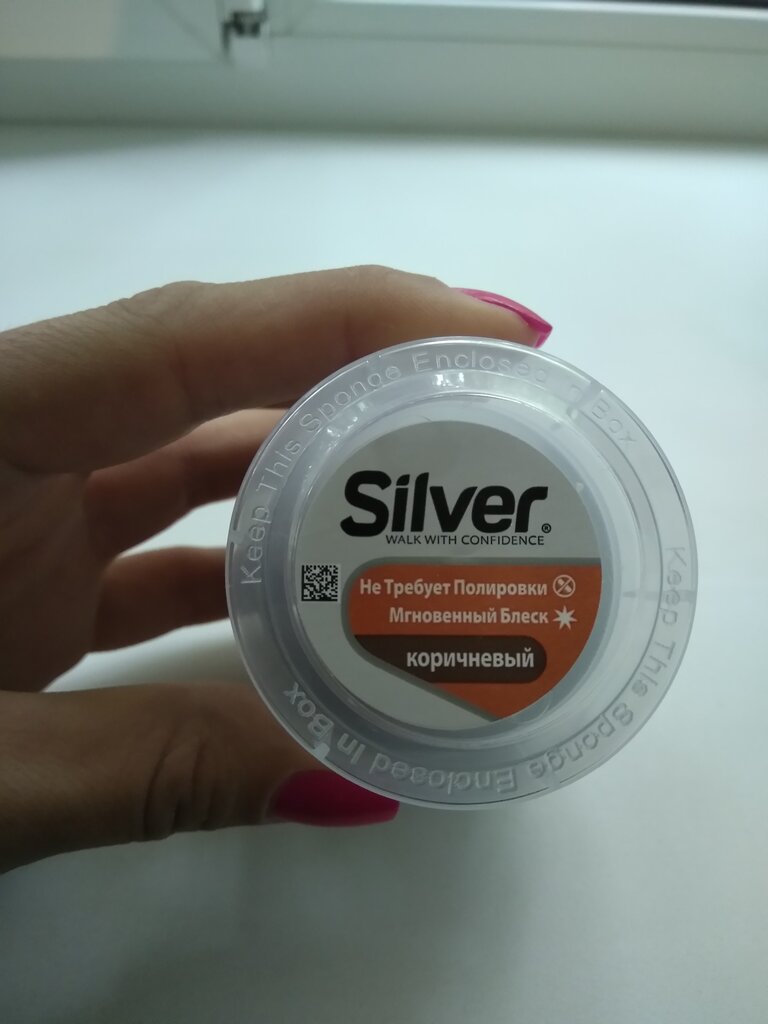 Keep This Sponge Enclosed In Box
Silver®
WALK WITH CONFIDENCE
Не Требует Полировки
Мгновенный Блеск
коричневый
Keep This Sponge Enclosed In Box